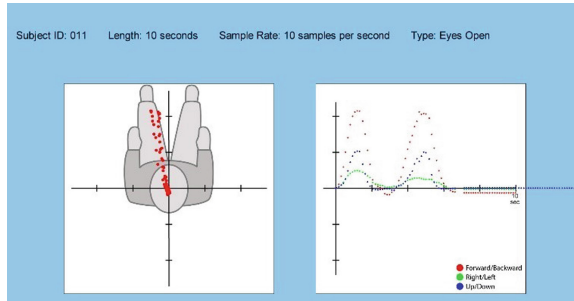 Subject ID: 011 Length: 10 seconds Sample Rate: 10 samples per second Type: Eyes Open
10
sec
Forward/Backward
Right/Left
Up/Down